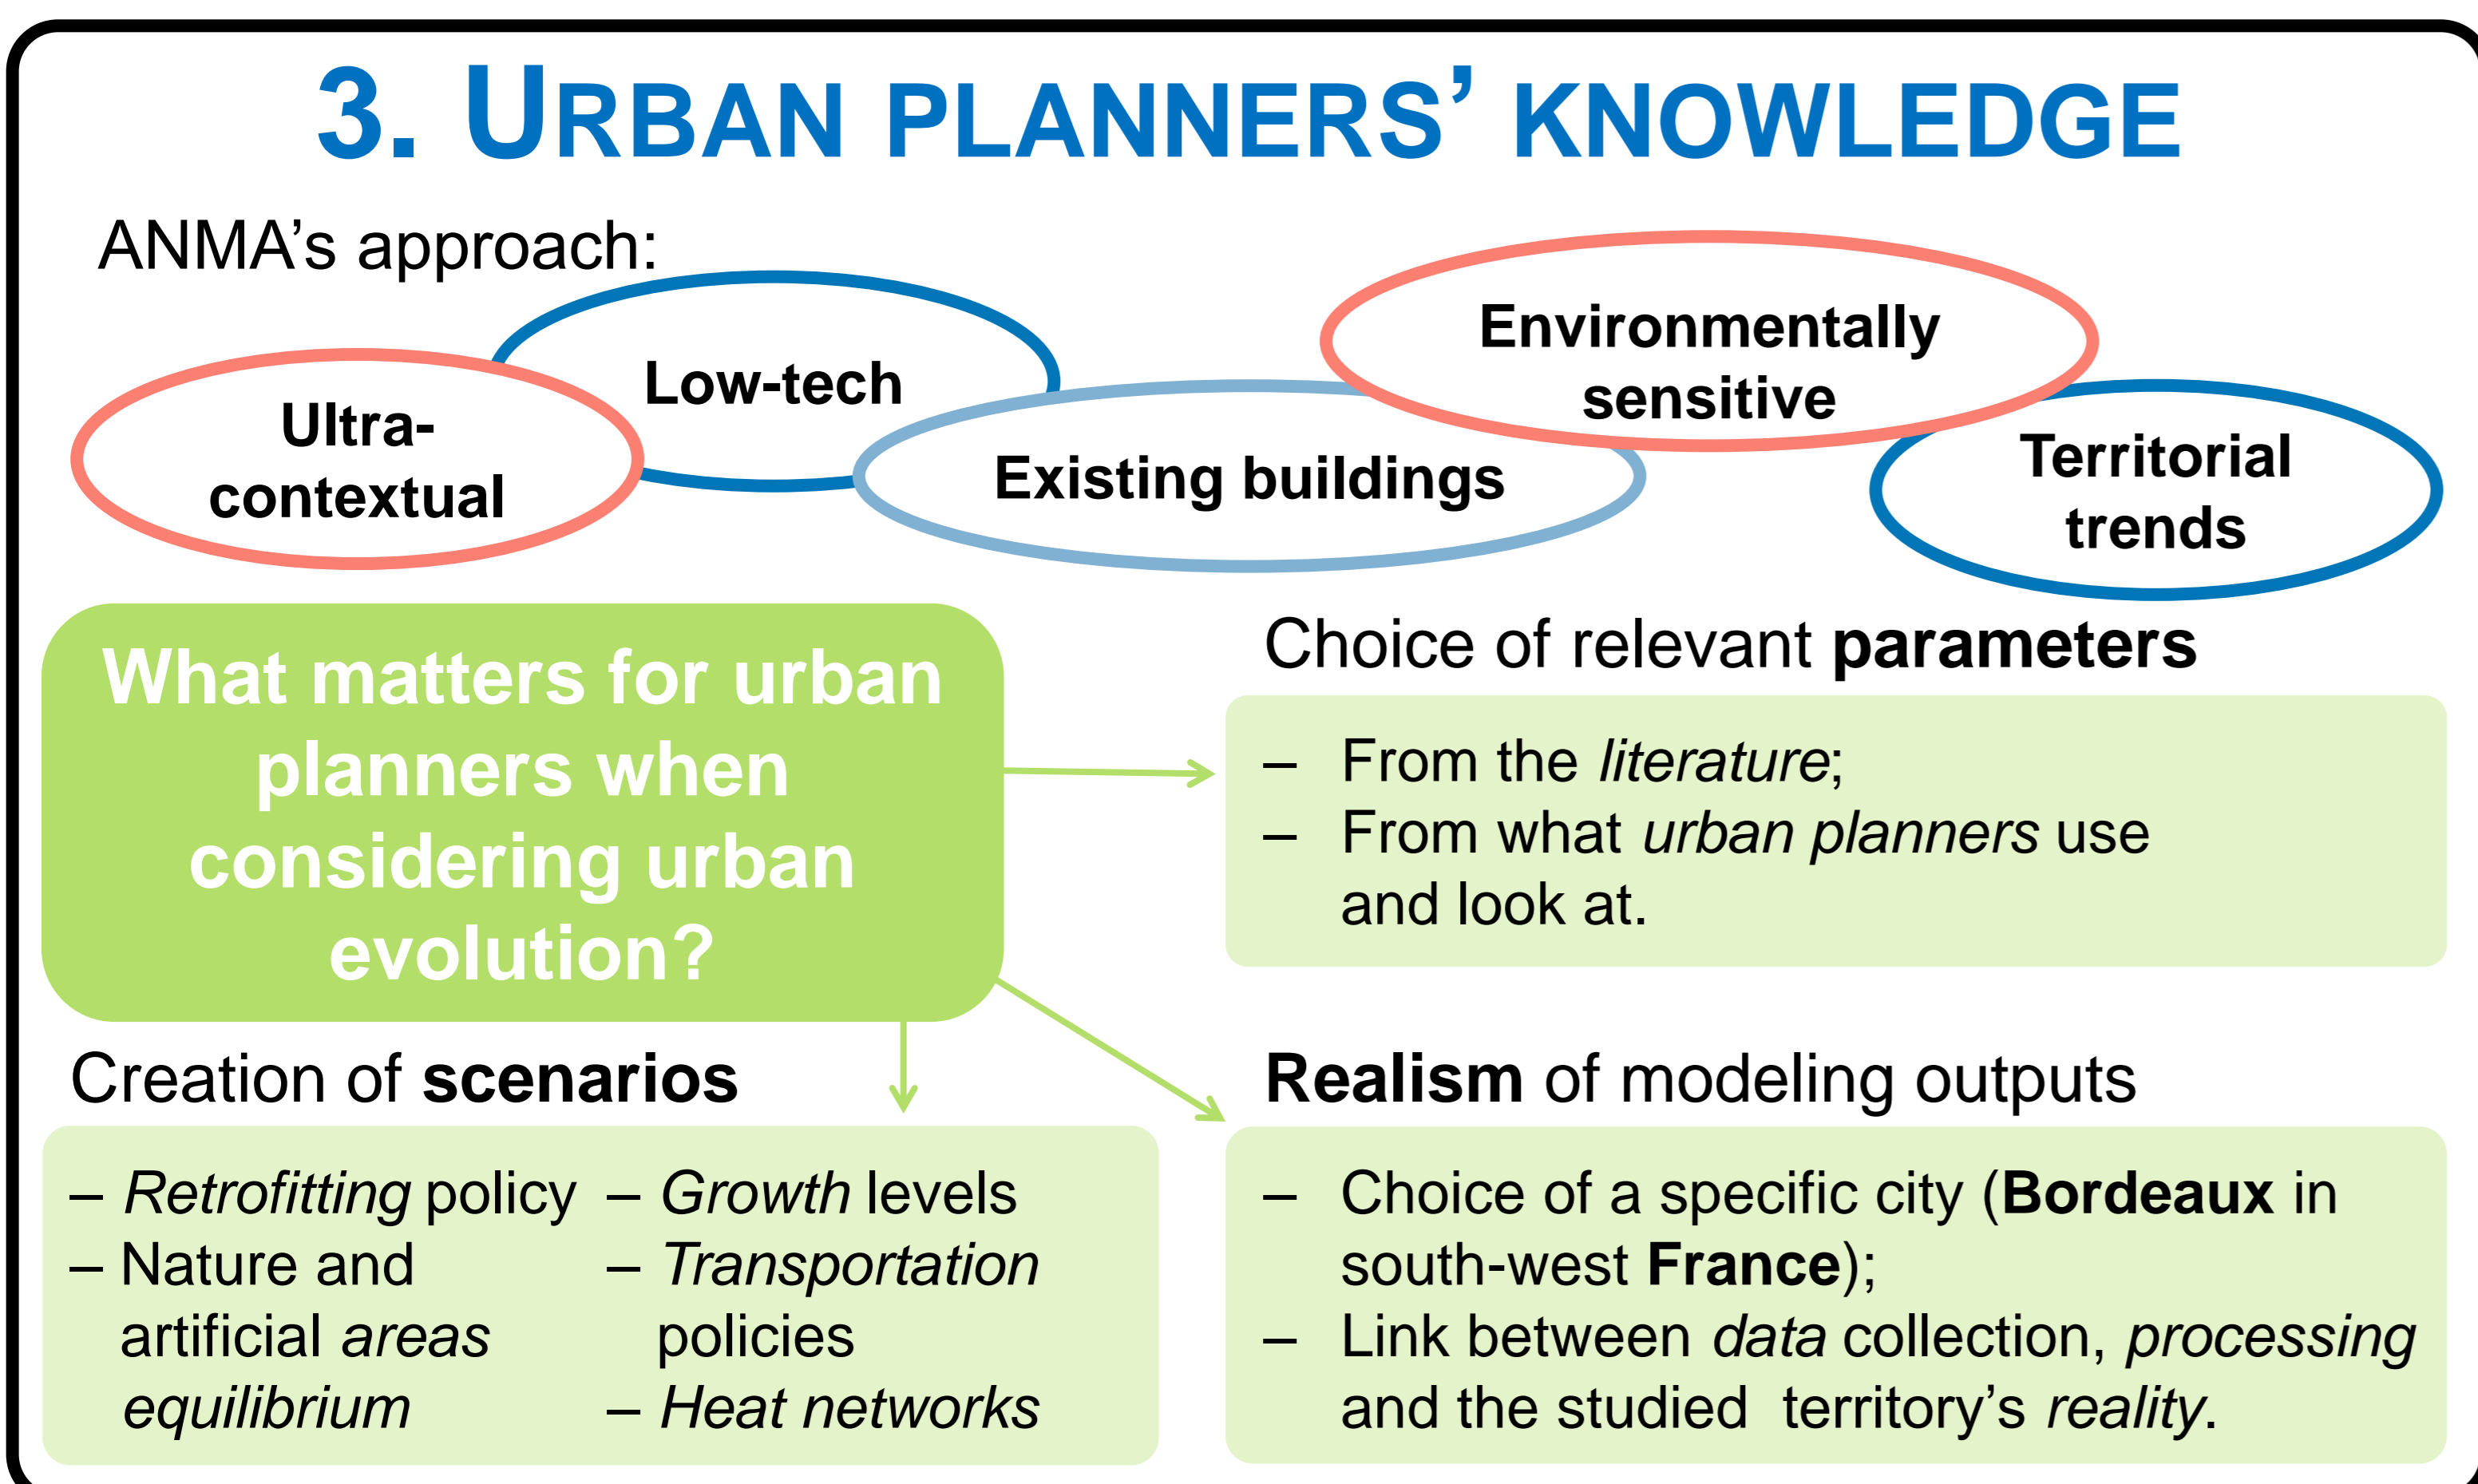 3. URBAN PLANNERS’ KNOWLEDGE
ANMA’s approach:
Ultra-
contextual
Low-tech
Existing buildings
Environmentally
sensitive
Territorial
trends
What matters for urban
planners when
considering urban
evolution?
Choice of relevant parameters
– From the literature;
– From what urban planners use
and look at.
Creation of scenarios
– Retrofitting policy
– Nature and
artificial areas
equilibrium
– Growth levels
– Transportation
policies
– Heat networks
Realism of modeling outputs
– Choice of a specific city (Bordeaux in
south-west France);
– Link between data collection, processing
and the studied territory’s reality.